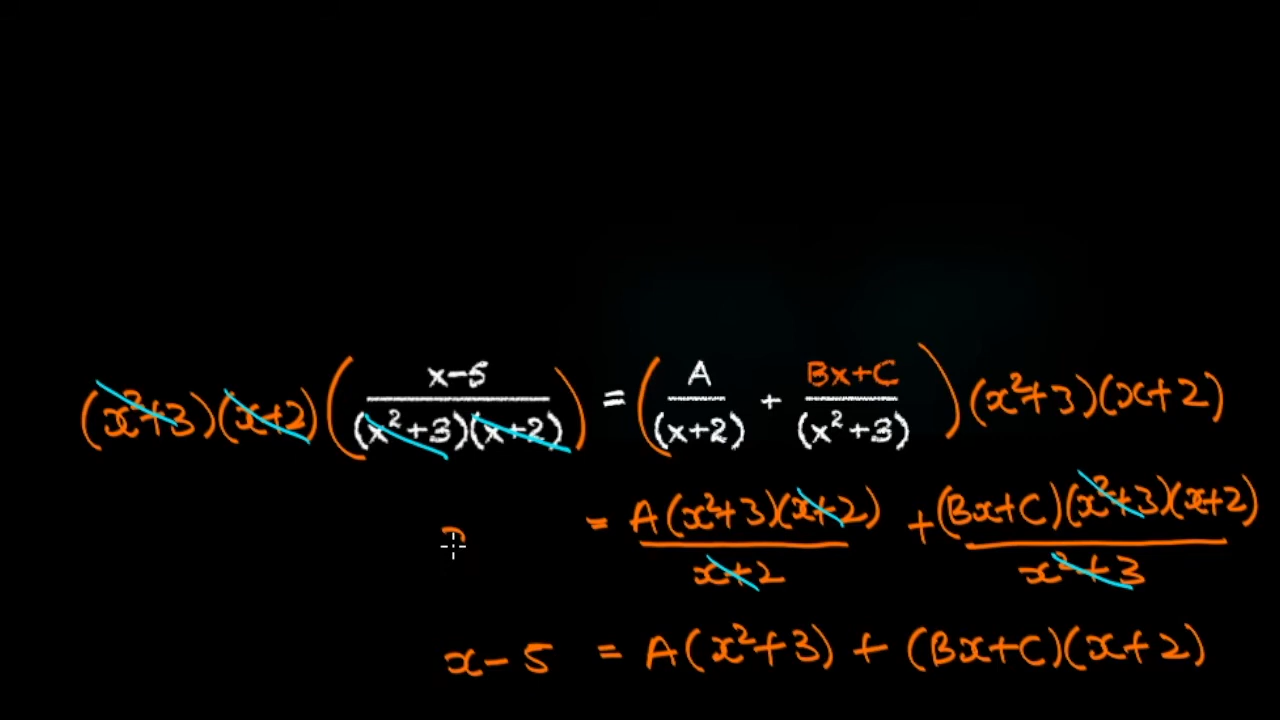 (x²+3)(x+2) ( x-5 / (x²+3)(x+2) ) = ( A / (x+2) + Bx+C / (x²+3) ) (x²+3)(x+2)
= A(x²+3)(x+2) / x+2 + (Bx+C)(x²+3)(x+2) / x²+3
x-5 = A(x²+3) + (Bx+C)(x+2)